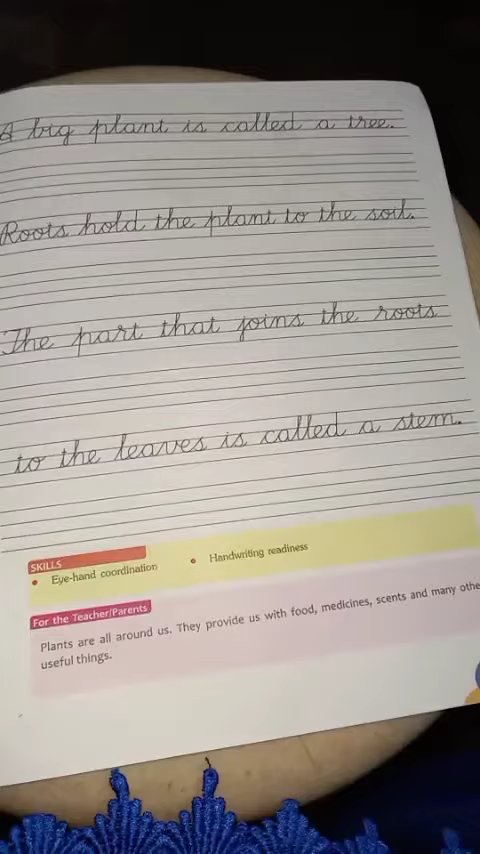 A big plant is called a tree.
Roots hold the plant to the soil.
The part that joins the roots
to the leaves is called a stem.
SKILLS
• Eye-hand coordination • Handwriting readiness
For the Teacher/Parents
Plants are all around us. They provide us with food, medicines, scents and many othe
useful things.